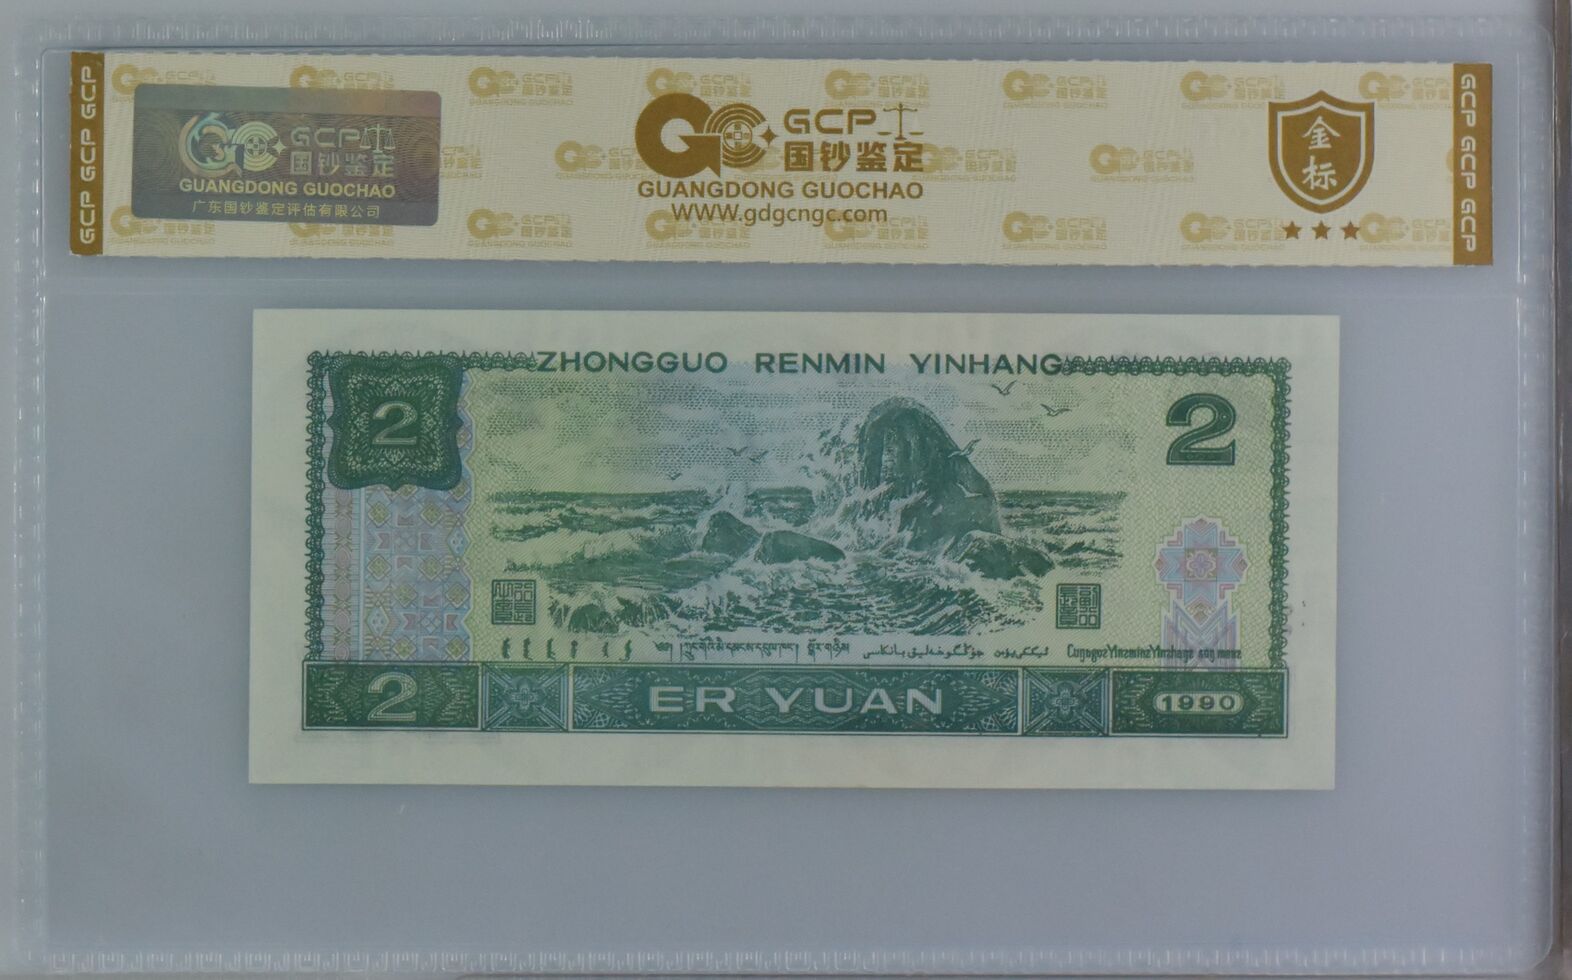 GCP GCP GCP
GCP
国钞鉴定
GUANGDONG GUOCHAO
广东国钞鉴定评估有限公司
GCP
国钞鉴定
GUANGDONG GUOCHAO
WWW.gdgcngc.com
金标
GCP GCP GCP
ZHONGGUO RENMIN YINHANG
2
2
2
ER YUAN
1990